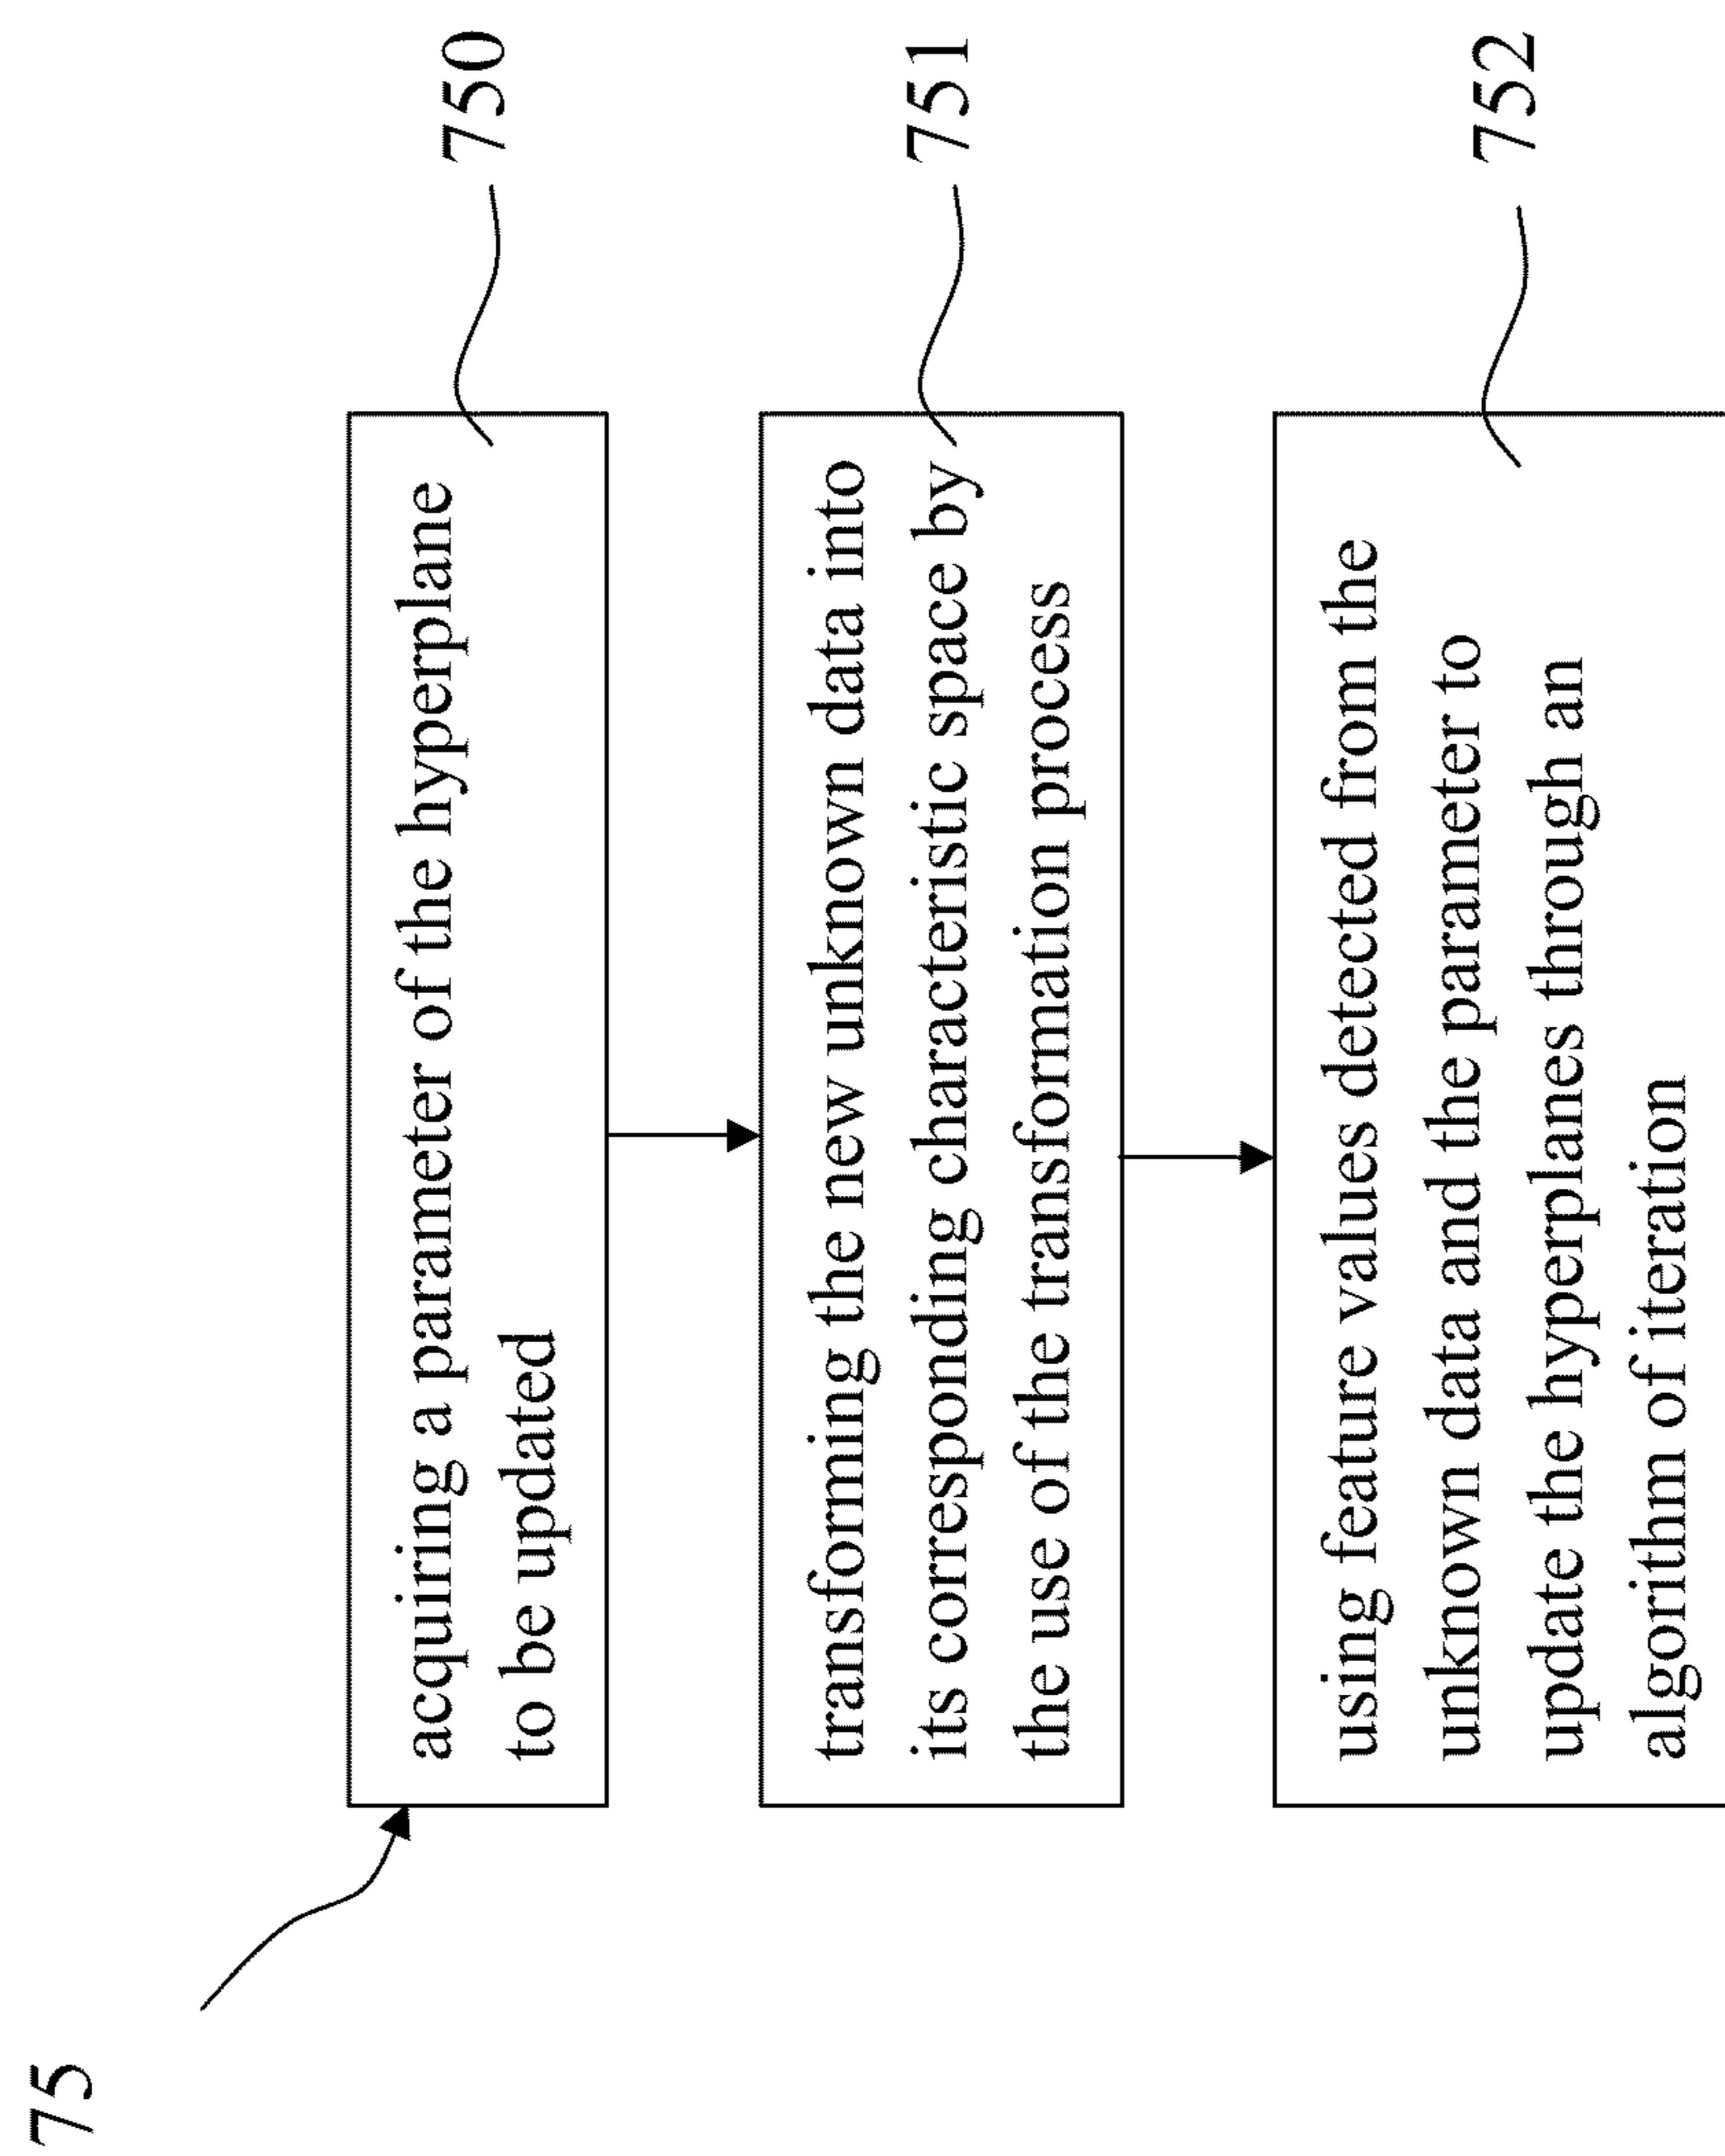 75
acquiring a parameter of the hyperplane
to be updated
750
transforming the new unknown data into
its corresponding characteristic space by
the use of the transformation process
751
using feature values detected from the
unknown data and the parameter to
update the hyperplanes through an
algorithm of iteration
752